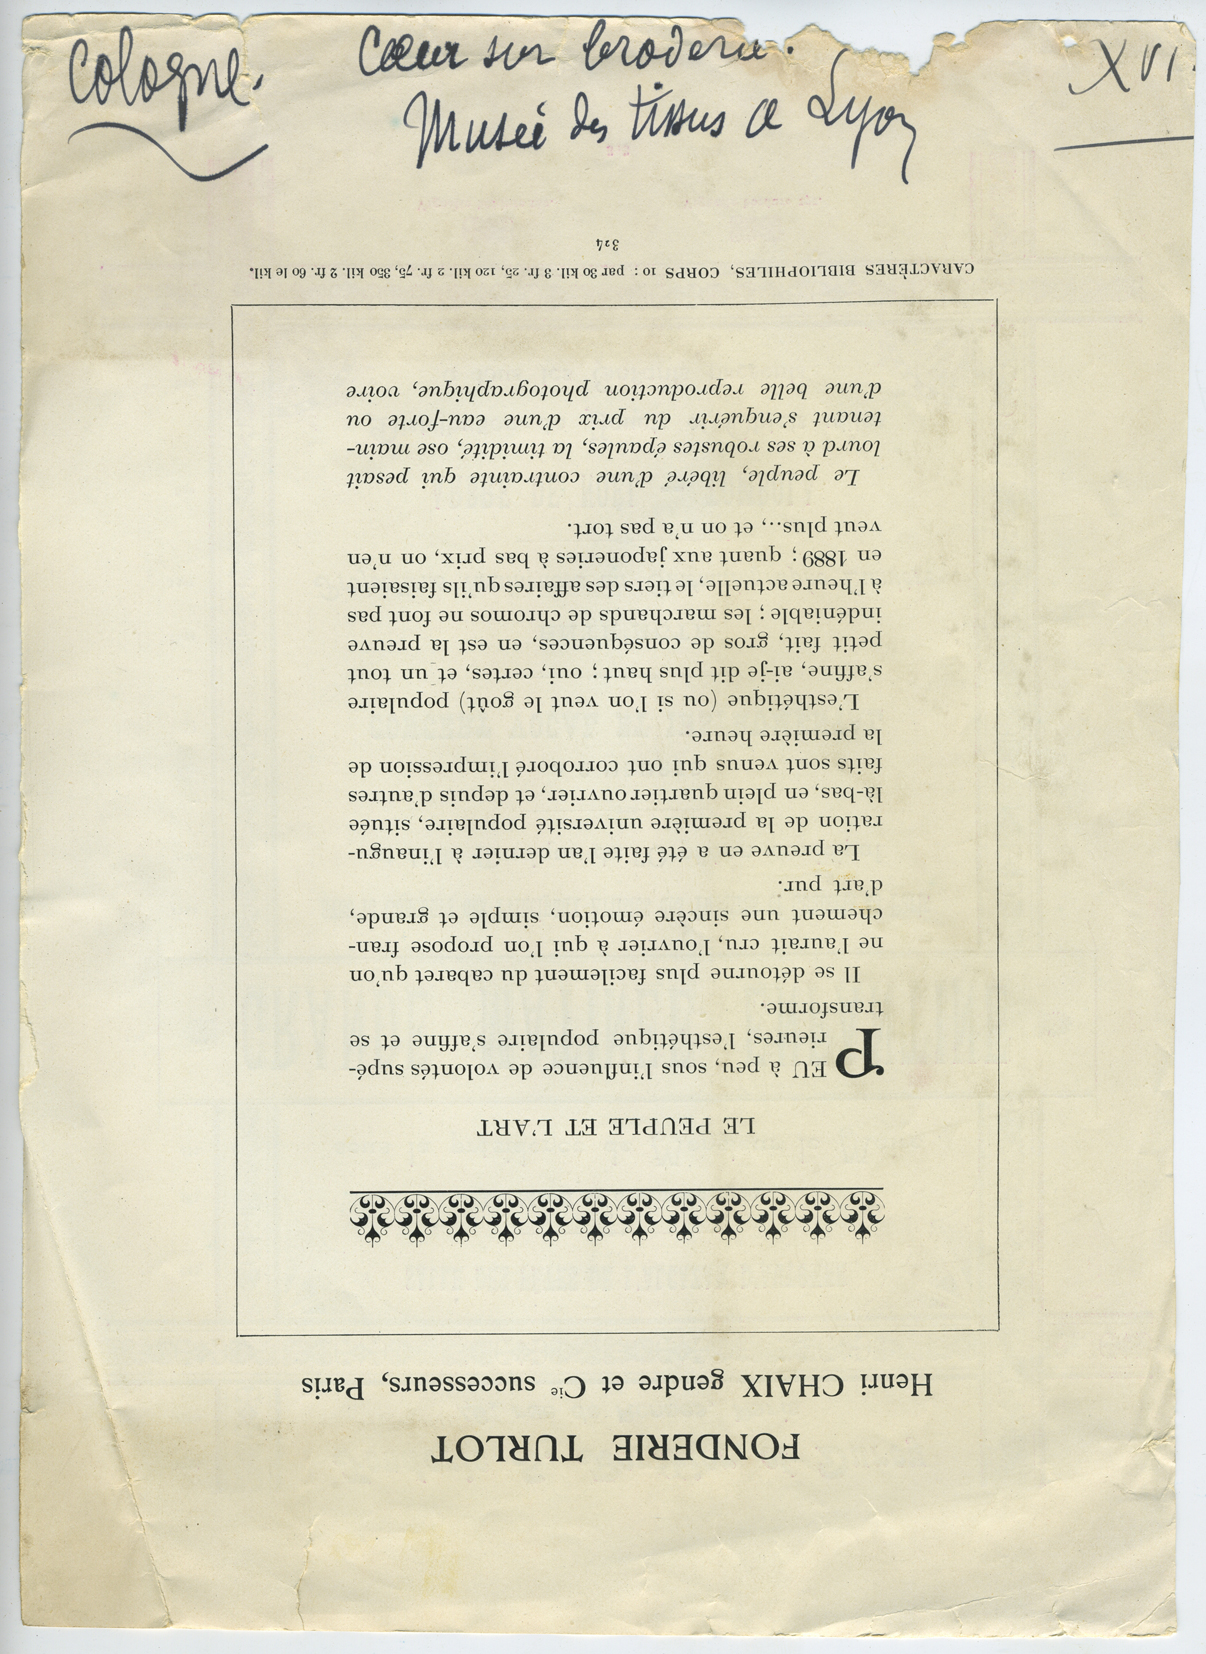 Cologne.
Cœur sur broderie.
XVI.
Musée des tissus de Lyon
FONDERIE TURLOT
Henri CHAIX gendre et Cie successeurs, Paris
LE PEUPLE ET L'ART
PEU à peu, sous l'influence de volontés supé-
rieures, l'esthétique populaire s'affine et se
transforme.
Il se détourne plus facilement du cabaret qu'on
ne l'aurait cru, l'ouvrier à qui l'on propose fran-
chement une sincère émotion, simple et grande,
d'art pur.
La preuve en a été faite l'an dernier à l'inaugu-
ration de la première université populaire, située
là-bas, en plein quartier ouvrier, et depuis d'autres
faits sont venus qui ont corroboré l'impression de
la première heure.
L'esthétique (ou si l'on veut le goût) populaire
s'affine, ai-je dit plus haut ; oui, certes, et un tout
petit fait, gros de conséquences, en est la preuve
indéniable ; les marchands de chromos ne font pas
à l'heure actuelle, le tiers des affaires qu'ils faisaient
en 1889 ; quant aux japoneries à bas prix, on n'en
veut plus..., et on n'a pas tort.
Le peuple, libéré d'une contrainte qui pesait
lourd à ses robustes épaules, la timidité, ose main-
tenant s'enquérir du prix d'une eau-forte ou
d'une belle reproduction photographique, voire
CARACTÈRES BIBLIOPHILES, CORPS 10 : par 30 kil. 3 fr. 25, 120 kil. 2 fr. 75, 350 kil. 2 fr. 60 le kil.
324